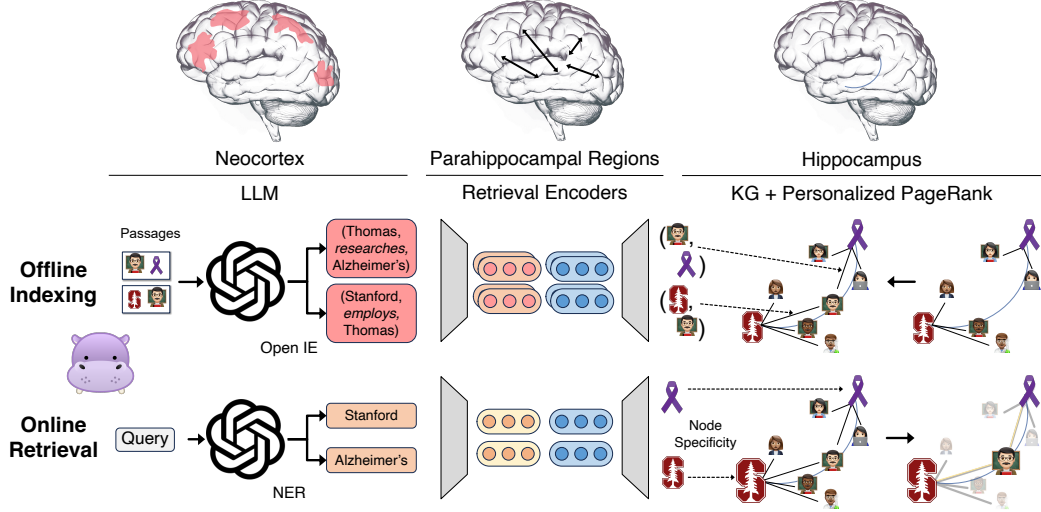 Neocortex
Parahippocampal Regions
Hippocampus
LLM
Retrieval Encoders
KG + Personalized PageRank
Offline
Indexing
Passages
(Thomas,
researches,
Alzheimer's)
(Stanford,
employs,
Thomas)
Open IE
( ,
)
( ,
)
Online
Retrieval
Query
Stanford
Alzheimer's
NER
Node
Specificity